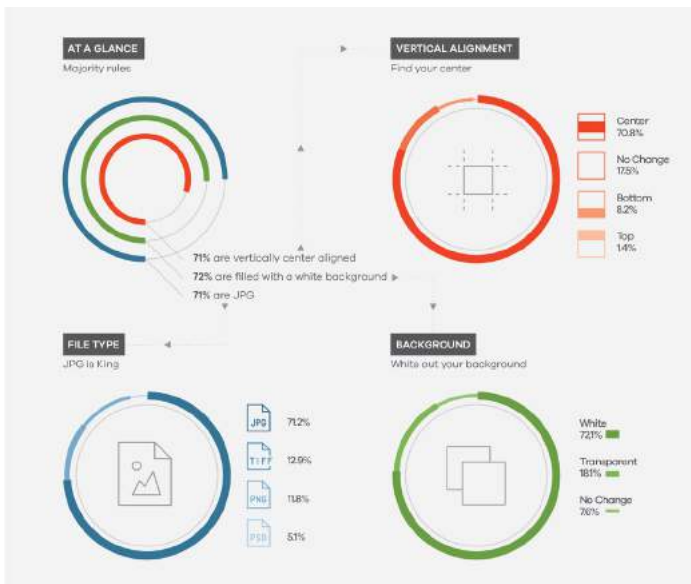 AT A GLANCE
Majority rules
71% are vertically center aligned
72% are filled with a white background
71% are JPG
VERTICAL ALIGNMENT
Find your center
Center
70.8%
No Change
17.5%
Bottom
8.2%
Top
1.4%
FILE TYPE
JPG is King
JPG
71.2%
TIFF
12.9%
PNG
11.8%
PSD
5.1%
BACKGROUND
White out your background
White
72.1%
Transparent
18.1%
No Change
7.6%